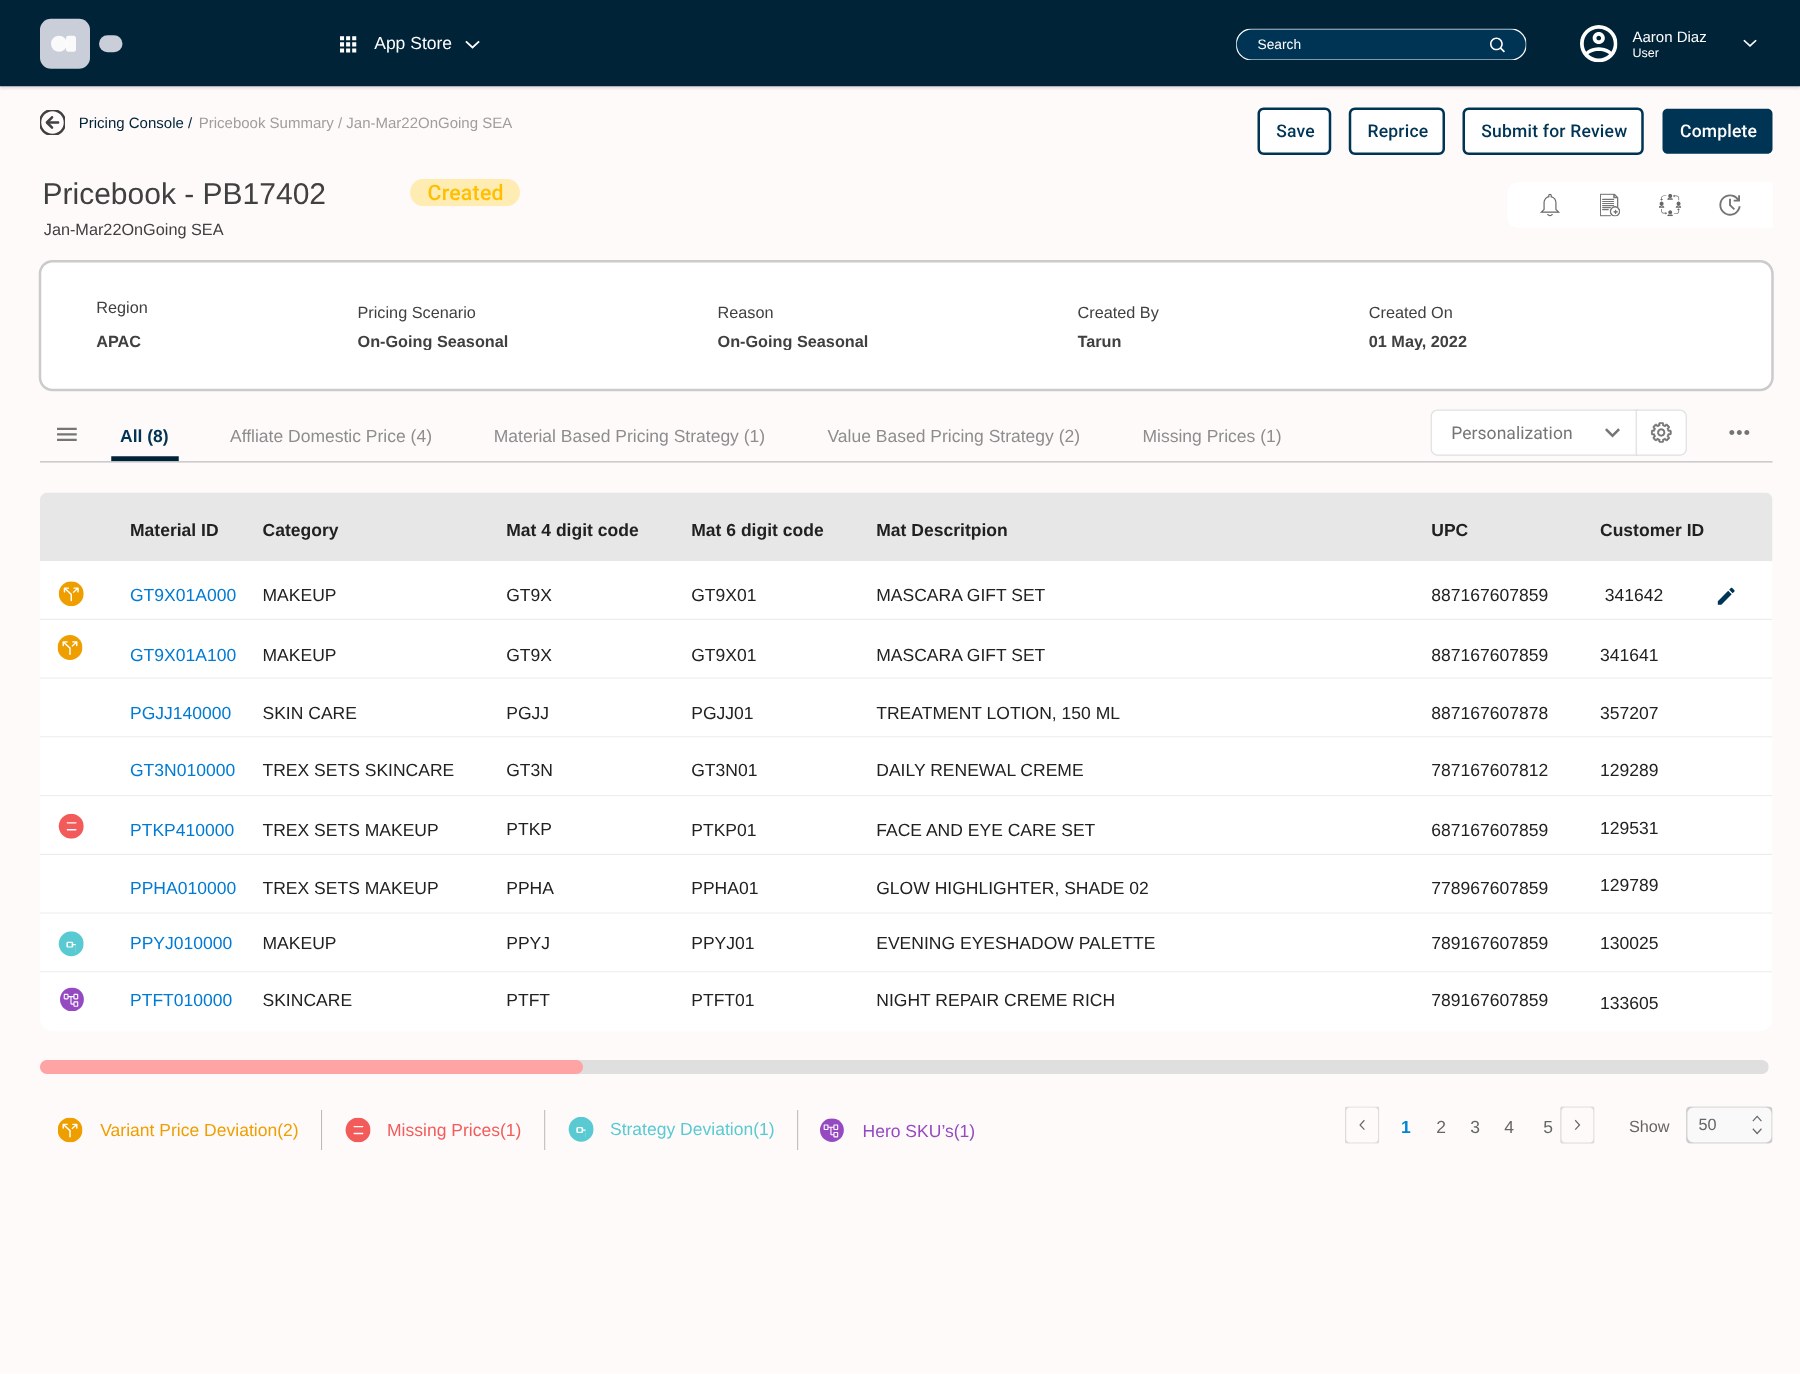 App Store
Search
Aaron Diaz
User
Pricing Console / Pricebook Summary / Jan-Mar22OnGoing SEA
Save
Reprice
Submit for Review
Complete
Pricebook - PB17402
Created
Jan-Mar22OnGoing SEA
Region
Pricing Scenario
Reason
Created By
Created On
APAC
On-Going Seasonal
On-Going Seasonal
Tarun
01 May, 2022
All (8)
Affliate Domestic Price (4)
Material Based Pricing Strategy (1)
Value Based Pricing Strategy (2)
Missing Prices (1)
Personalization
Material ID Category Mat 4 digit code Mat 6 digit code Mat Descritpion UPC Customer ID
GT9X01A000 MAKEUP GT9X GT9X01 MASCARA GIFT SET 887167607859 341642
GT9X01A100 MAKEUP GT9X GT9X01 MASCARA GIFT SET 887167607859 341641
PGJJ140000 SKIN CARE PGJJ PGJJ01 TREATMENT LOTION, 150 ML 887167607878 357207
GT3N010000 TREX SETS SKINCARE GT3N GT3N01 DAILY RENEWAL CREME 787167607812 129289
PTKP410000 TREX SETS MAKEUP PTKP PTKP01 FACE AND EYE CARE SET 687167607859 129531
PPHA010000 TREX SETS MAKEUP PPHA PPHA01 GLOW HIGHLIGHTER, SHADE 02 778967607859 129789
PPYJ010000 MAKEUP PPYJ PPYJ01 EVENING EYESHADOW PALETTE 789167607859 130025
PTFT010000 SKINCARE PTFT PTFT01 NIGHT REPAIR CREME RICH 789167607859 133605
Variant Price Deviation(2)
Missing Prices(1)
Strategy Deviation(1)
Hero SKU's(1)
1 2 3 4 5
Show 50